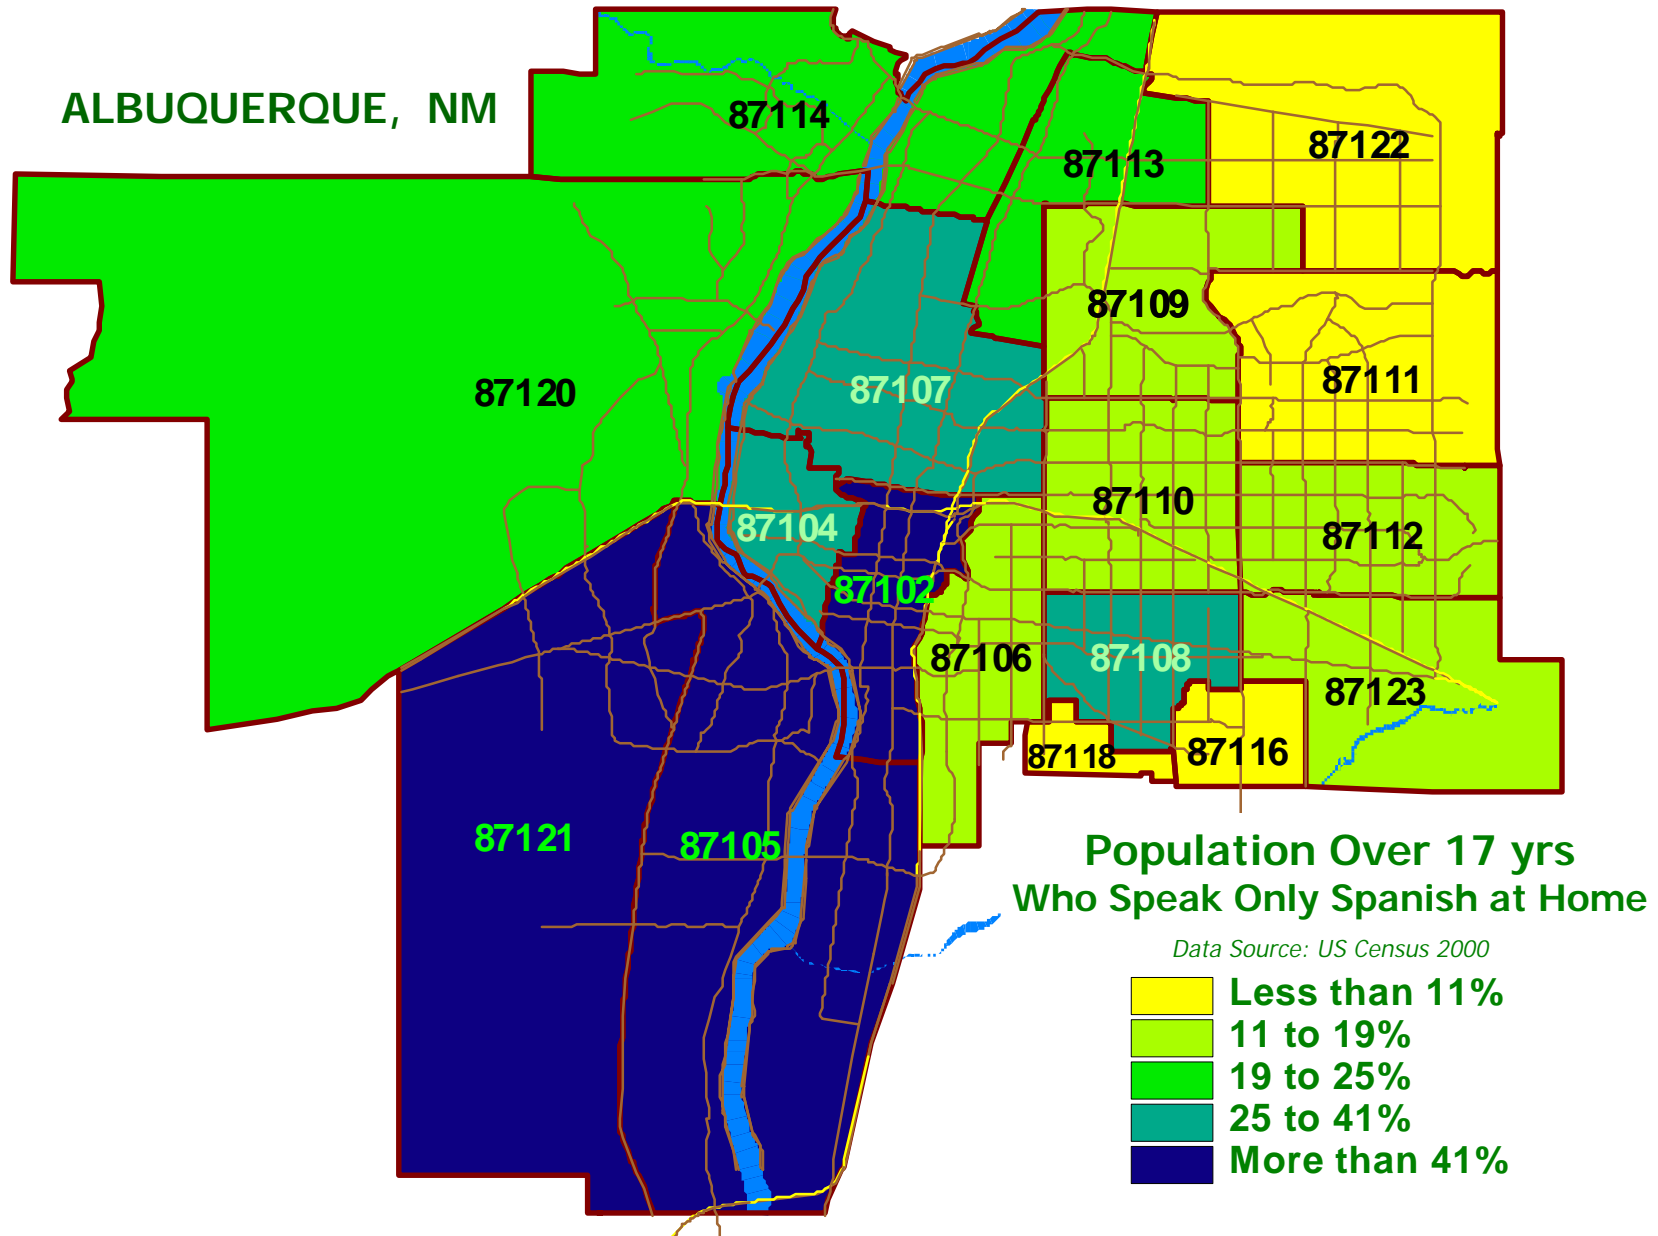 ALBUQUERQUE, NM
87114
87122
87113
87109
87111
87120
87107
87110
87104
87112
87102
87106
87108
87123
87118
87116
87121
87105
Population Over 17 yrs
Who Speak Only Spanish at Home
Data Source: US Census 2000
Less than 11%
11 to 19%
19 to 25%
25 to 41%
More than 41%